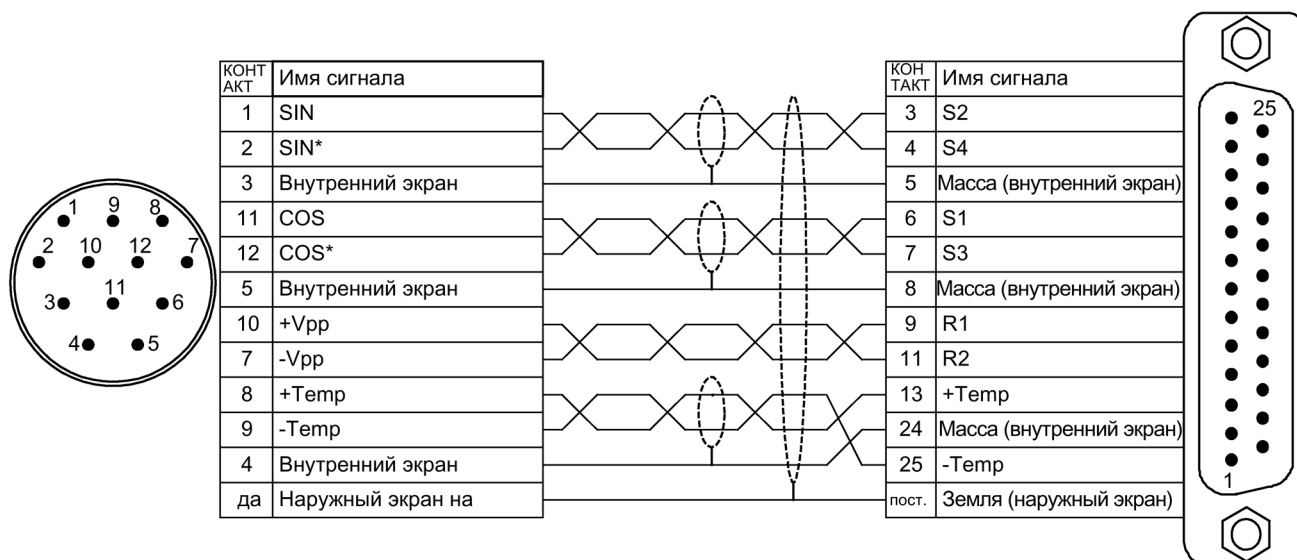 КОНТ АКТ Имя сигнала
1 SIN
2 SIN*
3 Внутренний экран
11 COS
12 COS*
5 Внутренний экран
10 +Vpp
7 -Vpp
8 +Temp
9 -Temp
4 Внутренний экран
да Наружный экран на
КОН ТАКТ Имя сигнала
3 S2
4 S4
5 Масса (внутренний экран)
6 S1
7 S3
8 Масса (внутренний экран)
9 R1
11 R2
13 +Temp
24 Масса (внутренний экран)
25 -Temp
пост. Земля (наружный экран)
1 9 8
2 10 12 7
3 11 6
4 5
25
1